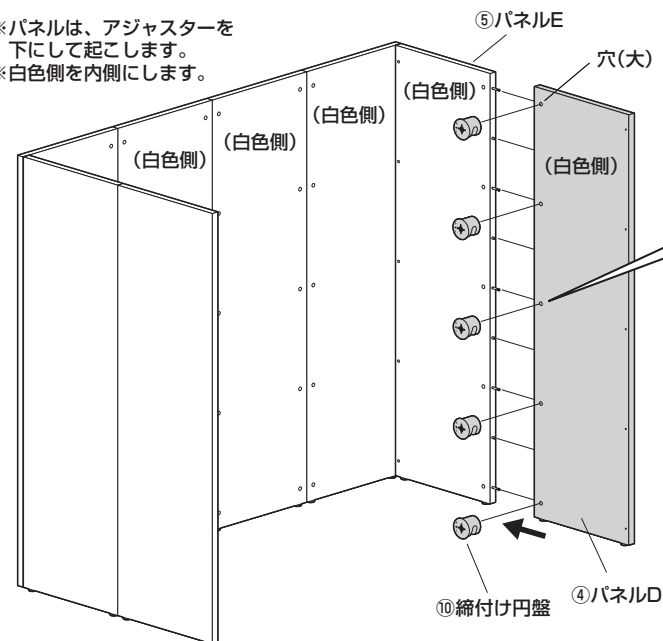 ※パネルは、アジャスターを
下にして起こします。
※白色側を内側にします。
⑤パネルE
穴(大)
(白色側)
(白色側)
(白色側)
(白色側)
(白色側)
⑩締付け円盤
④パネルD